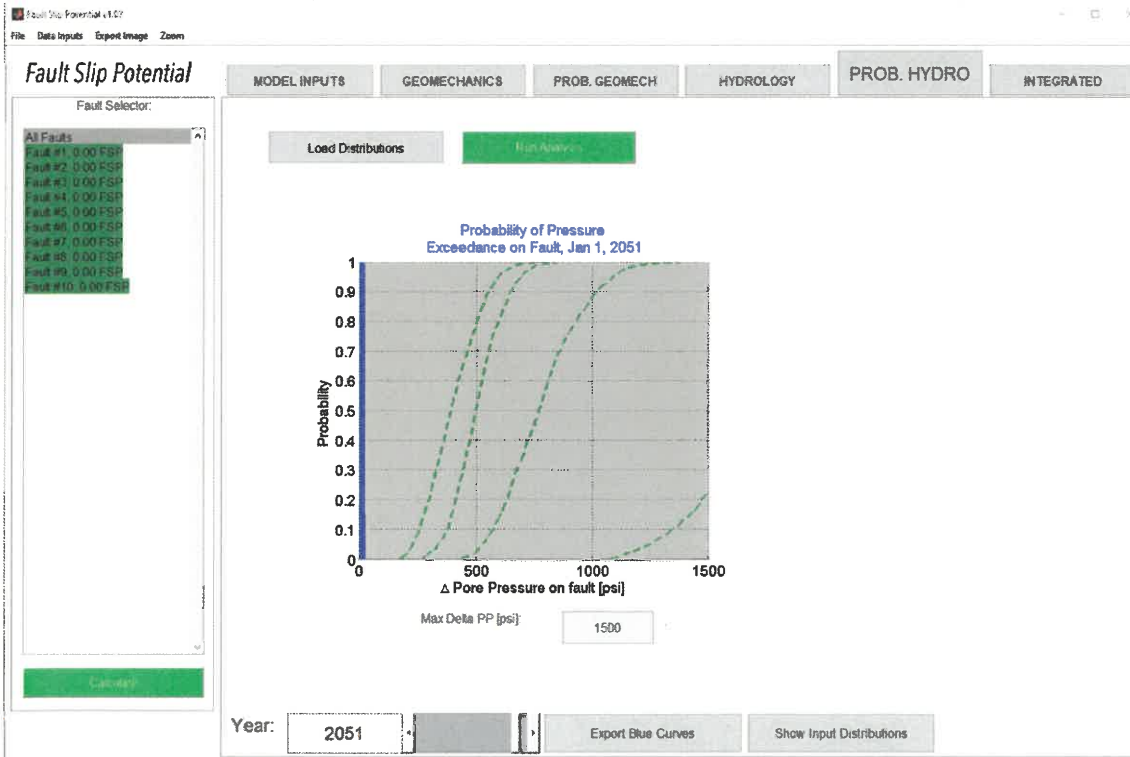 Fault Slip Potential v1.07
File Data Inputs Export Image Zoom
Fault Slip Potential
MODEL INPUTS
GEOMECHANICS
PROB. GEOMECH
HYDROLOGY
PROB. HYDRO
INTEGRATED
Fault Selector:
All Faults
Fault #1, 0.00 FSP
Fault #2, 0.00 FSP
Fault #3, 0.00 FSP
Fault #4, 0.00 FSP
Fault #5, 0.00 FSP
Fault #6, 0.00 FSP
Fault #7, 0.00 FSP
Fault #8, 0.00 FSP
Fault #9, 0.00 FSP
Fault #10, 0.00 FSP
Calculate
Load Distributions
Run Analysis
Probability of Pressure
Exceedance on Fault, Jan 1, 2051
Probability
1
0.9
0.8
0.7
0.6
0.5
0.4
0.3
0.2
0.1
0
0 500 1000 1500
Δ Pore Pressure on fault [psi]
Max Delta PP [psi]:
1500
Year:
2051
Export Blue Curves
Show Input Distributions